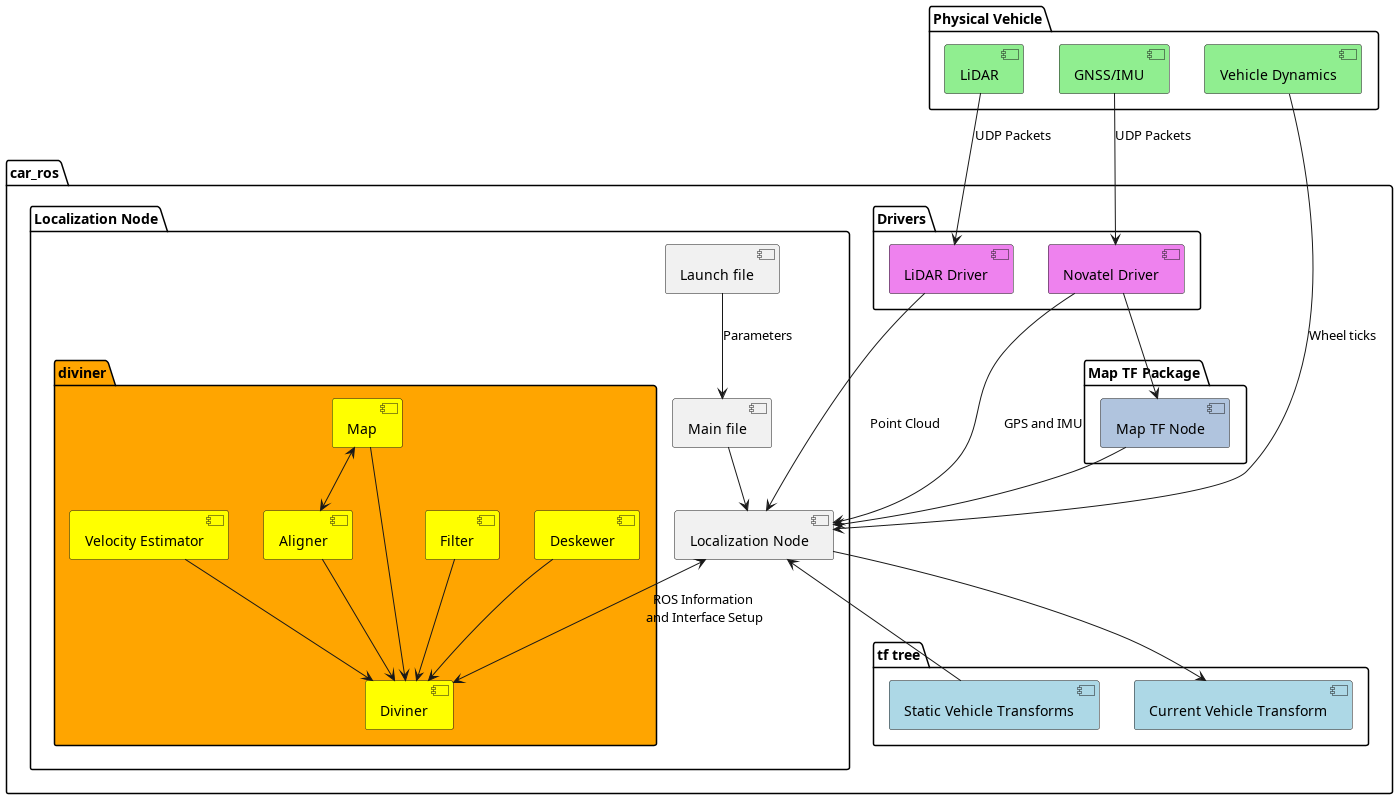 Physical Vehicle
LiDAR
GNSS/IMU
Vehicle Dynamics
UDP Packets
UDP Packets
car_ros
Localization Node
Drivers
Launch file
LiDAR Driver
Novatel Driver
Parameters
Wheel ticks
diviner
Map TF Package
Map
Main file
Point Cloud
GPS and IMU
Map TF Node
Velocity Estimator
Aligner
Filter
Deskewer
Localization Node
ROS Information
and Interface Setup
tf tree
Diviner
Static Vehicle Transforms
Current Vehicle Transform